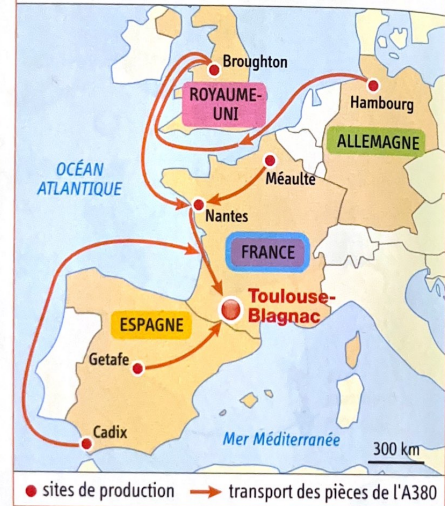 Broughton
ROYAUME-
UNI
Hambourg
ALLEMAGNE
OCÉAN
ATLANTIQUE
Méaulte
Nantes
FRANCE
Toulouse-
Blagnac
ESPAGNE
Getafe
Cadix
Mer Méditerranée
300 km
sites de production
transport des pièces de l'A380